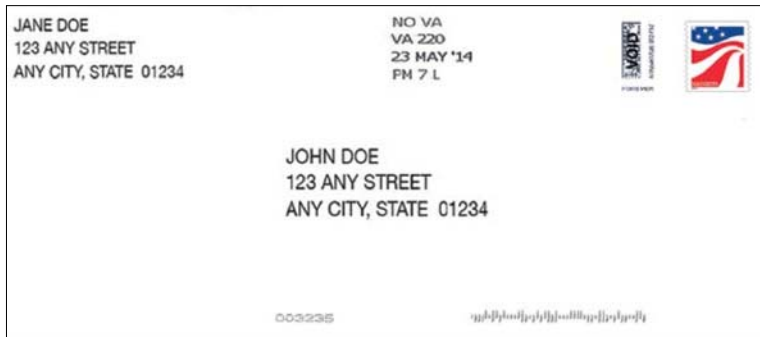 JANE DOE
123 ANY STREET
ANY CITY, STATE 01234
NO VA
VA 220
23 MAY '14
PM 7 L
VOID
FOREVER
JOHN DOE
123 ANY STREET
ANY CITY, STATE 01234
003235